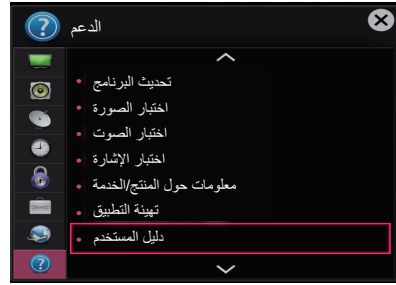 الدعم
تحديث البرنامج
اختبار الصورة
اختبار الصوت
اختبار الإشارة
معلومات حول المنتج/الخدمة
تهيئة التطبيق
دليل المستخدم